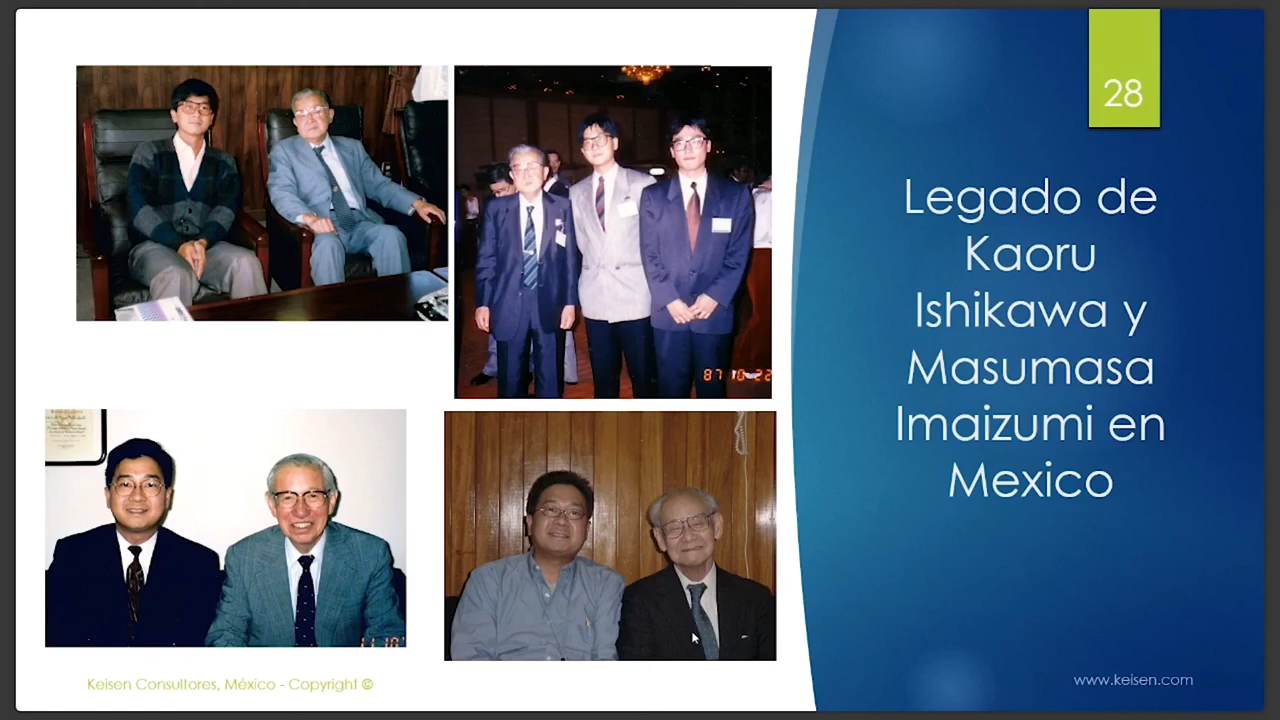 28
Legado de
Kaoru
Ishikawa y
Masumasa
Imaizumi en
Mexico
87 10 22
Keisen Consultores, México - Copyright ©
www.keisen.com